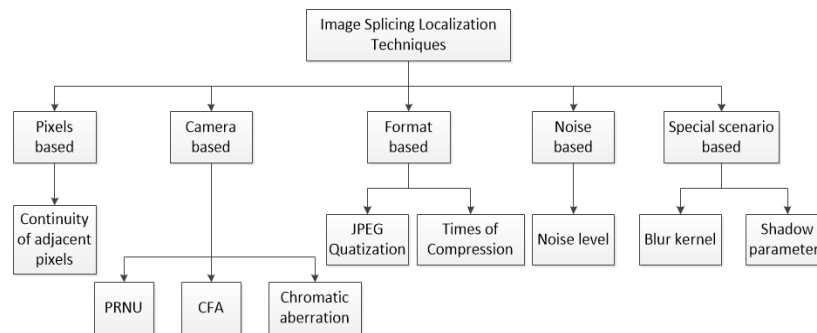 Image Splicing Localization
Techniques
Pixels
based
Camera
based
Format
based
Noise
based
Special scenario
based
Continuity
of adjacent
pixels
JPEG
Quatization
Times of
Compression
Noise level
Blur kernel
Shadow
parameter
PRNU
CFA
Chromatic
aberration